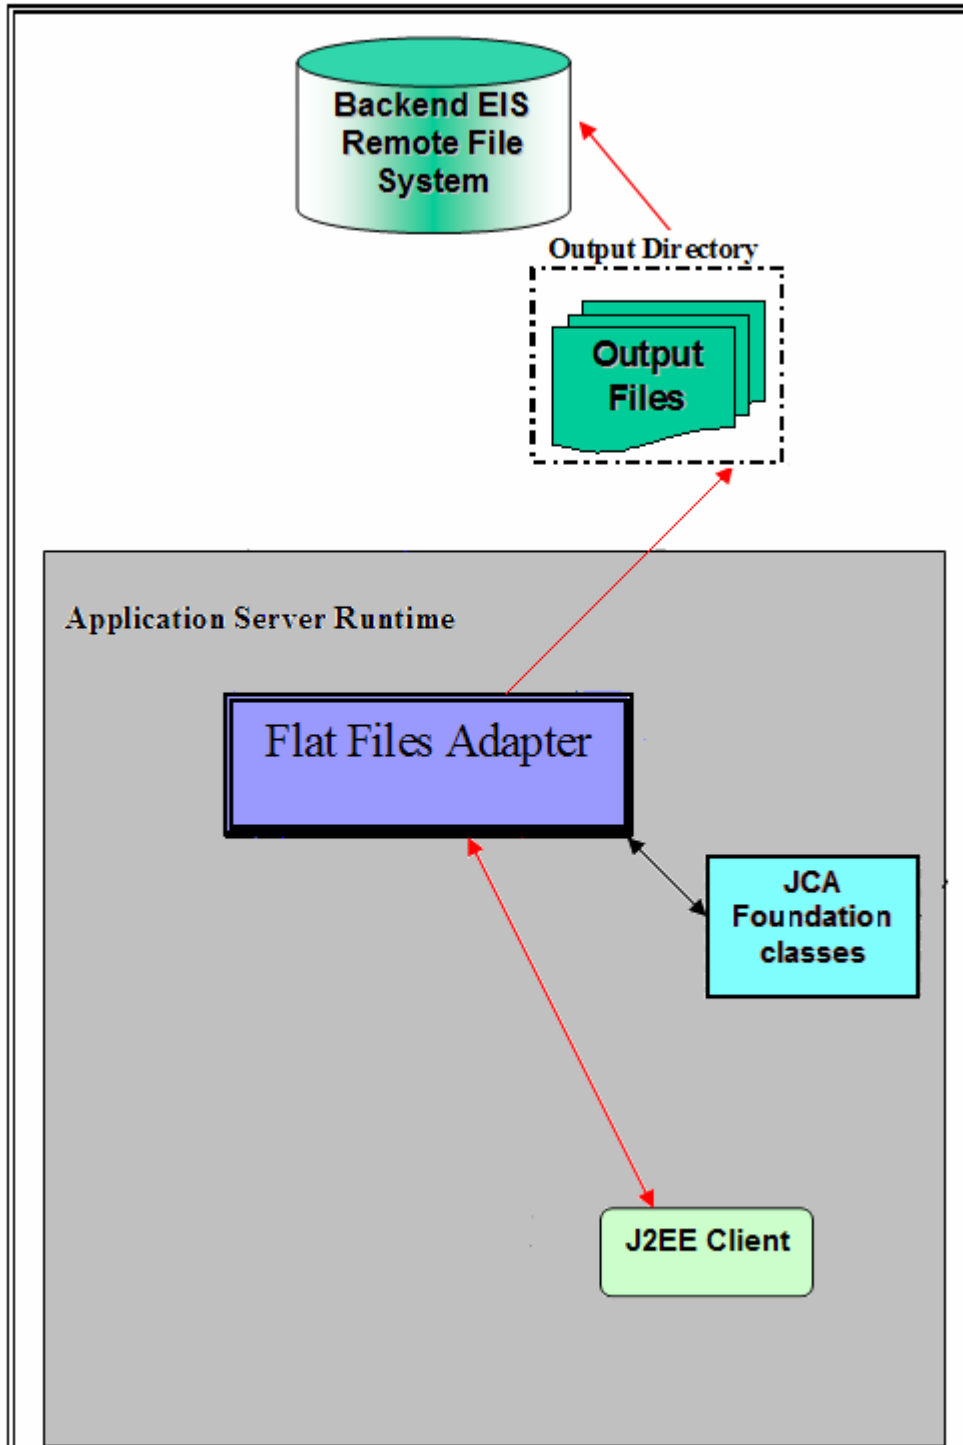 Backend EIS
Remote File
System
Output Directory
Output
Files
Application Server Runtime
Flat Files Adapter
JCA
Foundation
classes
J2EE Client